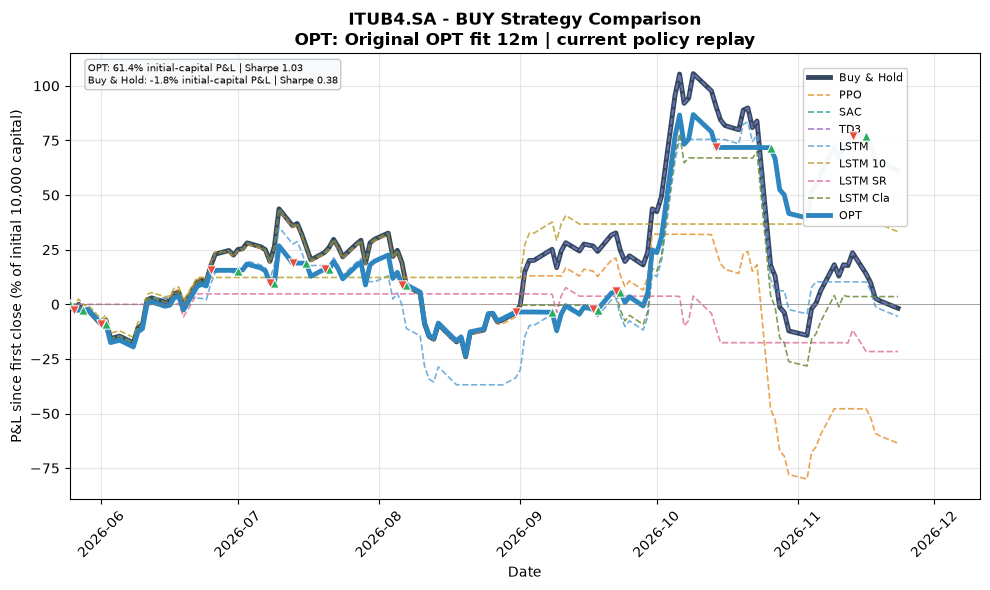 ITUB4.SA - BUY Strategy Comparison
OPT: Original OPT fit 12m | current policy replay
OPT: 61.4% initial-capital P&L | Sharpe 1.03
Buy & Hold: -1.8% initial-capital P&L | Sharpe 0.38
Buy & Hold
PPO
SAC
TD3
LSTM
LSTM 10
LSTM SR
LSTM Cla
OPT
P&L since first close (% of initial 10,000 capital)
100
75
50
25
0
−25
−50
−75
2026-06
2026-07
2026-08
2026-09
2026-10
2026-11
2026-12
Date